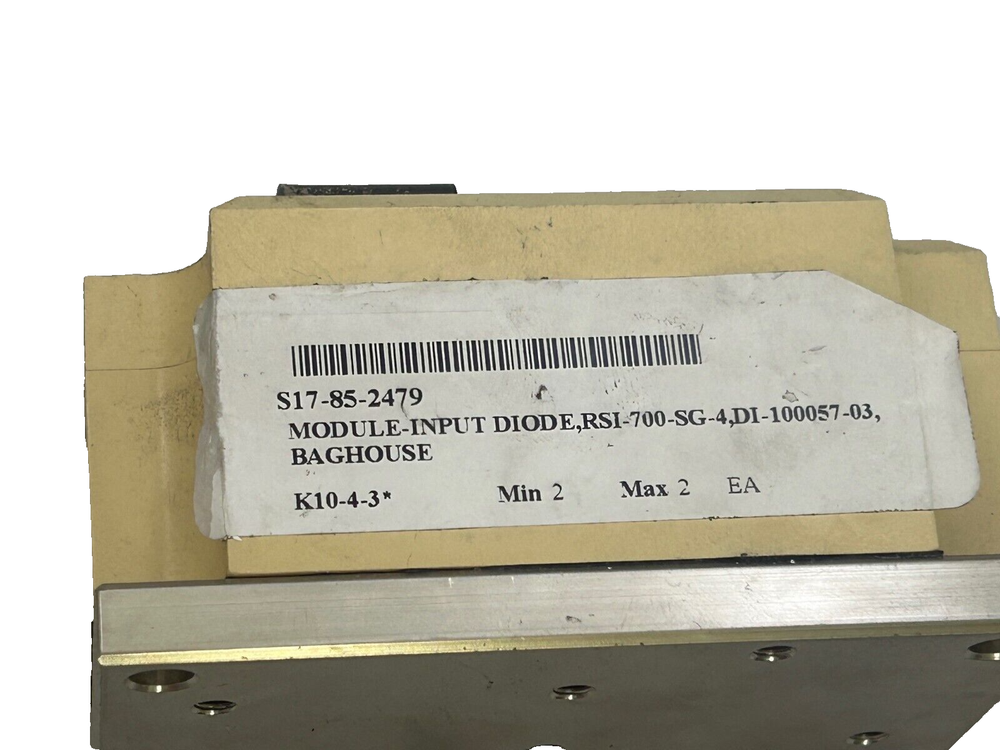 S17-85-2479
MODULE-INPUT DIODE,RSI-700-SG-4,DI-100057-03,
BAGHOUSE
K10-4-3* Min 2 Max 2 EA